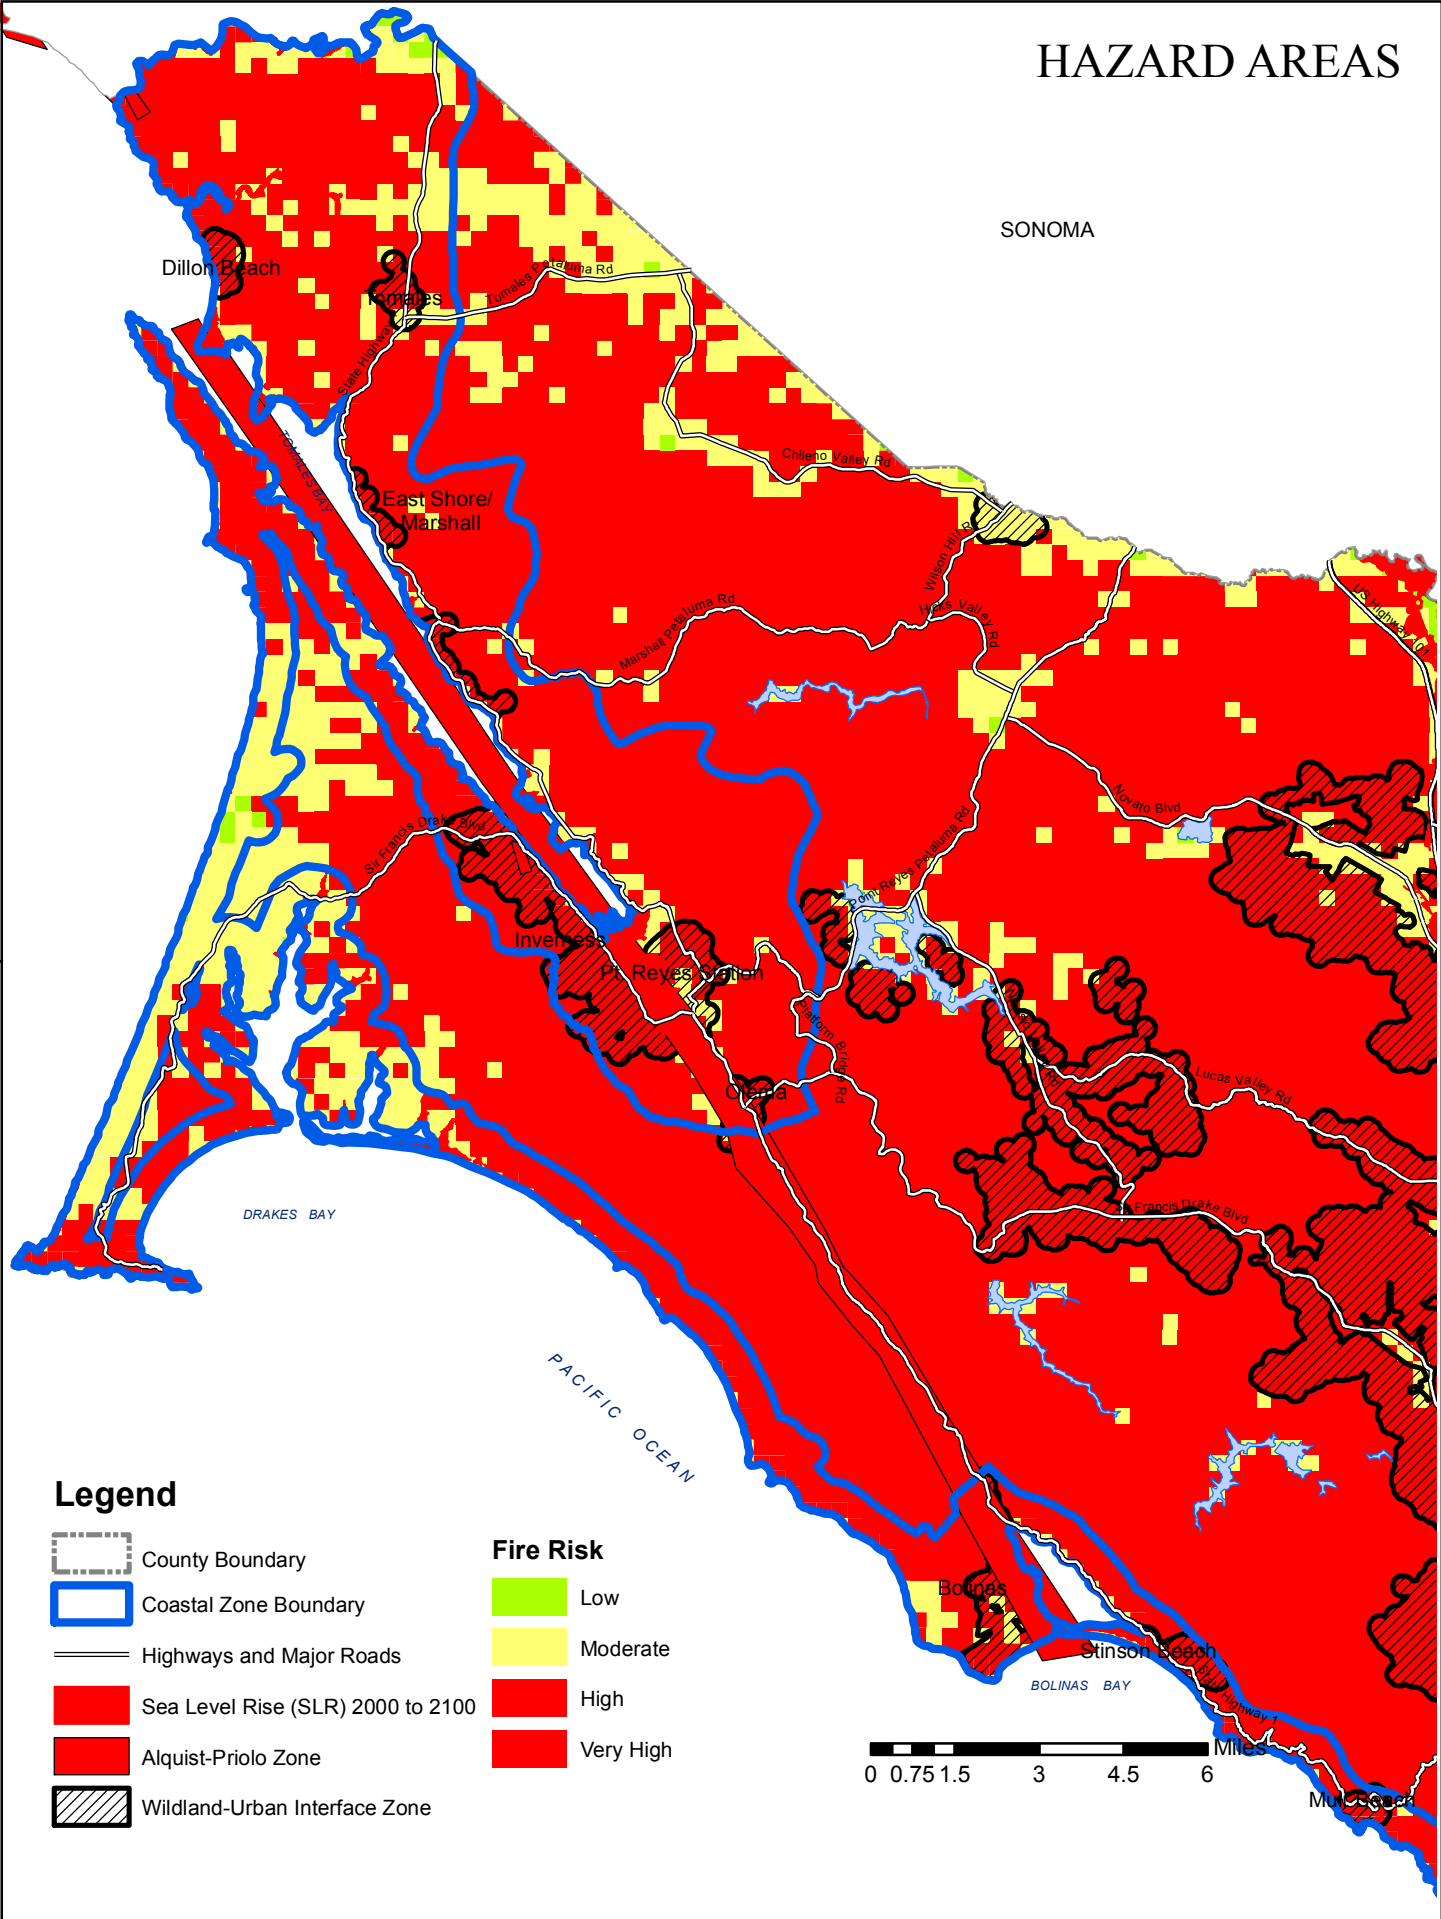 HAZARD AREAS
SONOMA
Dillon Beach
Tomales
Tomales Petaluma Rd
State Highway
TOMALES BAY
East Shore/
Marshall
Chileno Valley Rd
Wilson Hill Rd
Hicks Valley Rd
Marshall Petaluma Rd
US Highway 101
Novato Blvd
Point Reyes Petaluma Rd
Sir Francis Drake Blvd
Inverness
Pt. Reyes Station
Platform Bridge Rd
Olema
Lucas Valley Rd
Sir Francis Drake Blvd
DRAKES BAY
PACIFIC OCEAN
Bolinas
Stinson Beach
BOLINAS BAY
State Highway 1
Muir Beach
Legend
County Boundary
Coastal Zone Boundary
Highways and Major Roads
Sea Level Rise (SLR) 2000 to 2100
Alquist-Priolo Zone
Wildland-Urban Interface Zone
Fire Risk
Low
Moderate
High
Very High
Miles
0 0.75 1.5 3 4.5 6